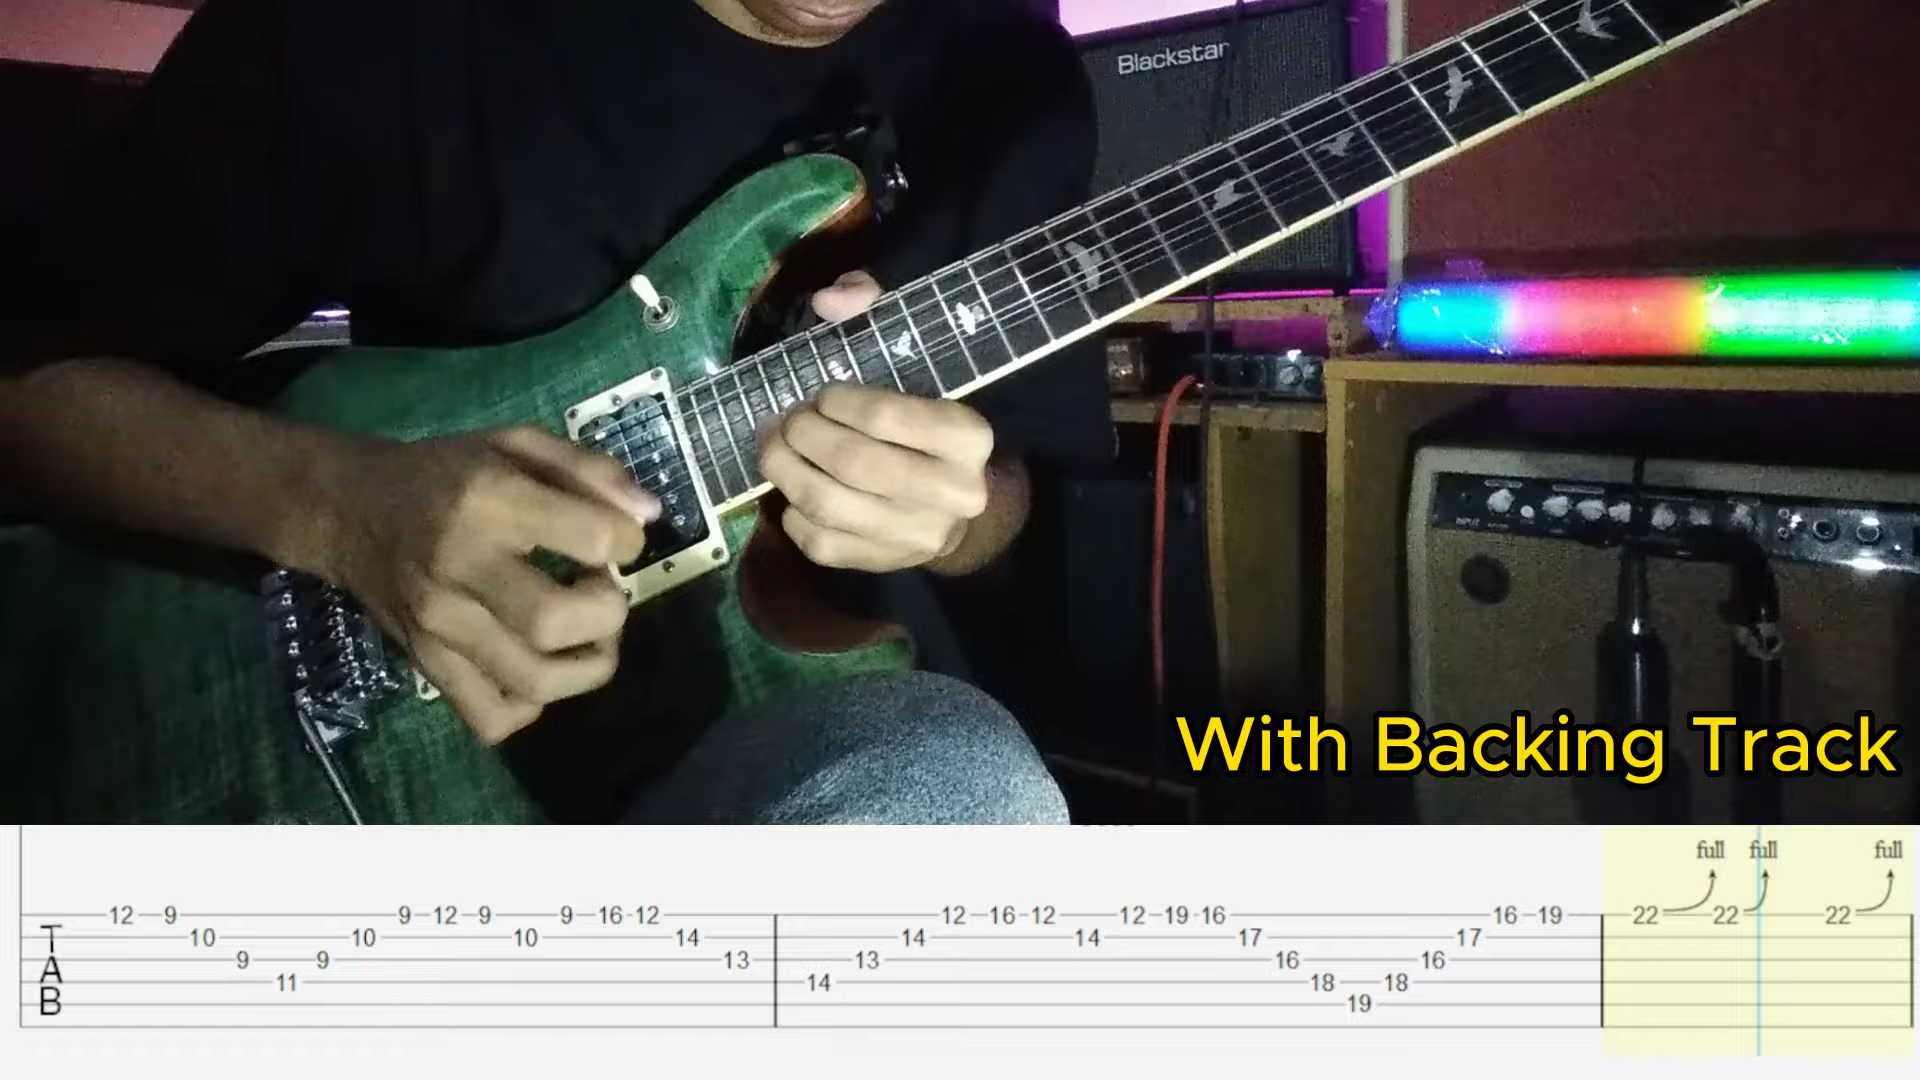 Blackstar
INPUT
With Backing Track
full full full
12 9 9 12 9 9 16 12 12 16 12 12 19 16 16 19 22 22 22
T 10 10 10 14 14 14 17 17
A 9 9 13 13 16 16
11 14 18 18
B 19